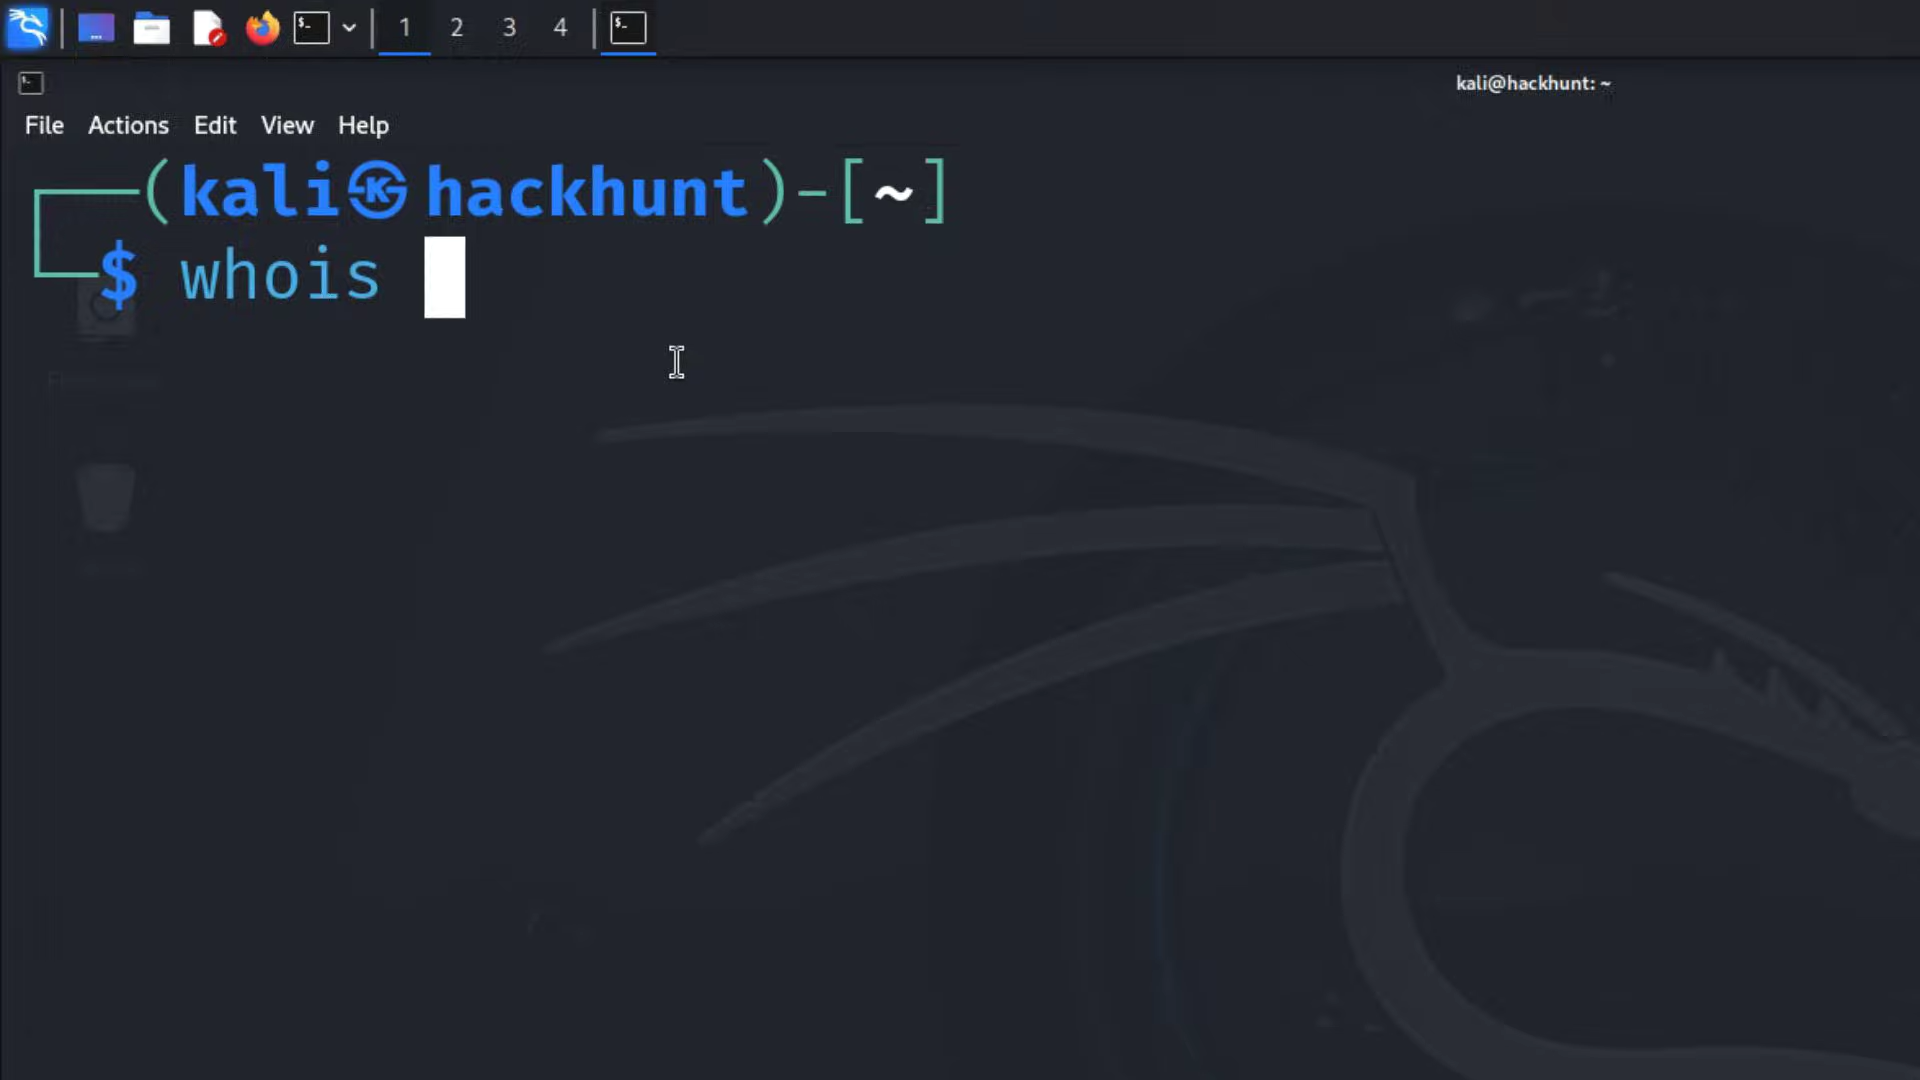 1 2 3 4
kali@hackhunt: ~
File Actions Edit View Help
┌──(kali㉿hackhunt)-[~]
└─$ whois